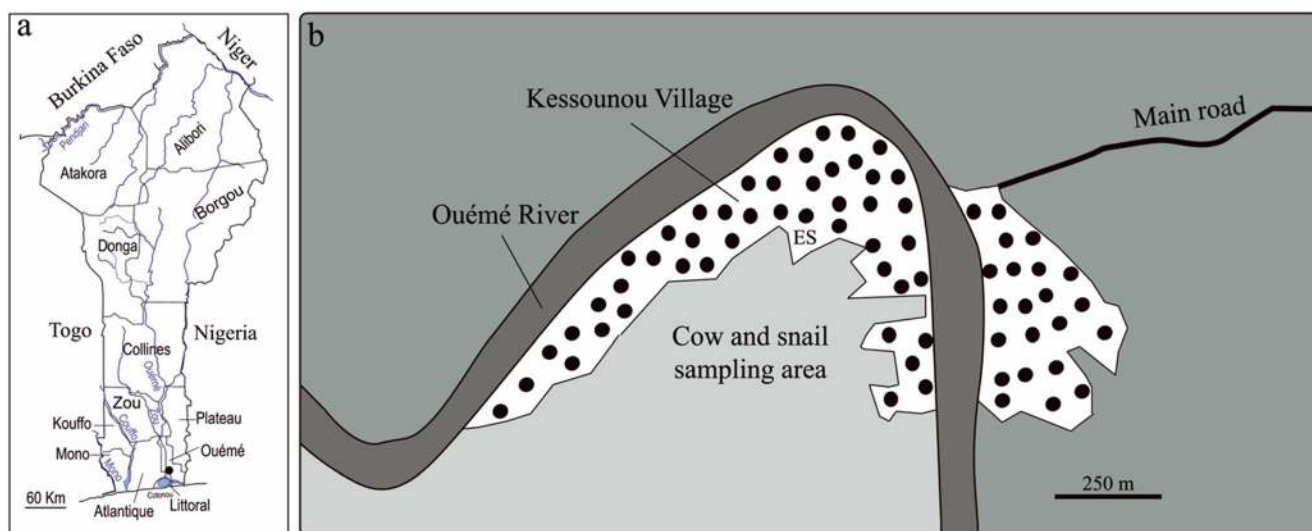 a
Burkina Faso
Niger
Pendjari
Alibori
Atakora
Borgou
Donga
Togo
Nigeria
Collines
Ouémé
Zou
Zou
Kouffo
Couffo
Plateau
Mono
Mono
Ouémé
60 Km
Cotonou
Littoral
Atlantique
b
Kessounou Village
Main road
Ouémé River
ES
Cow and snail
sampling area
250 m